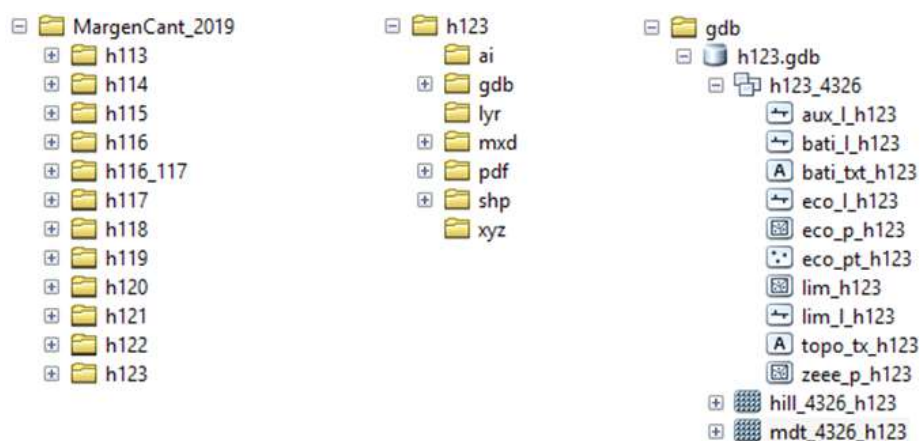 MargenCant_2019
h113
h114
h115
h116
h116_117
h117
h118
h119
h120
h121
h122
h123
h123
ai
gdb
lyr
mxd
pdf
shp
xyz
gdb
h123.gdb
h123_4326
aux_l_h123
bati_l_h123
bati_txt_h123
eco_l_h123
eco_p_h123
eco_pt_h123
lim_h123
lim_l_h123
topo_tx_h123
zeee_p_h123
hill_4326_h123
mdt_4326_h123